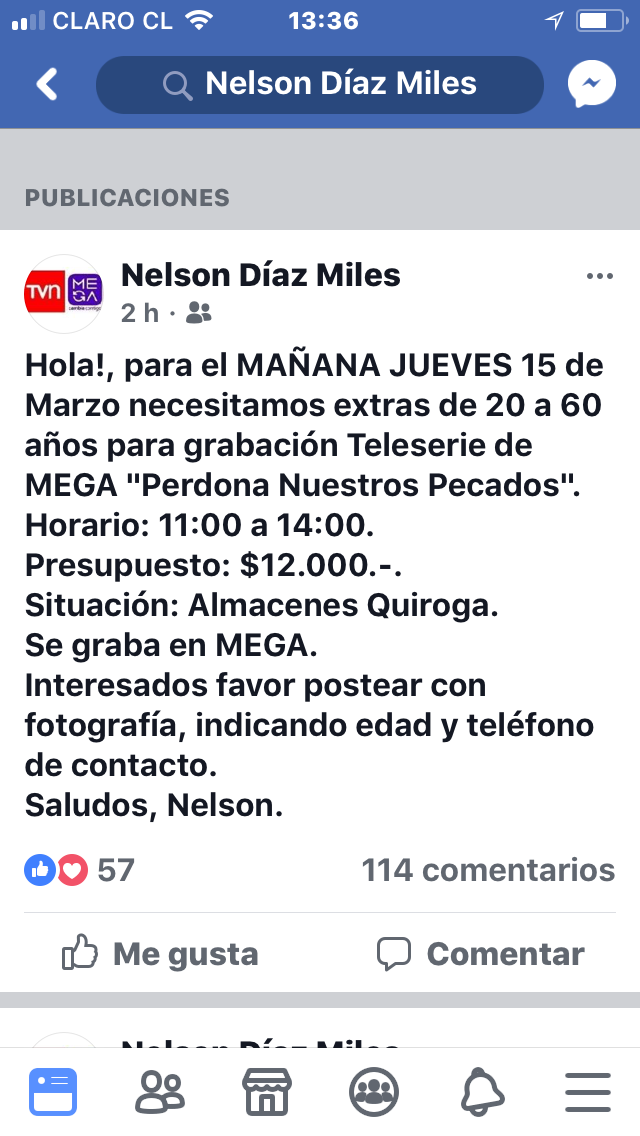 CLARO CL
13:36
Nelson Díaz Miles
PUBLICACIONES
tvn MEGA
Nelson Díaz Miles
2 h ·
Hola!, para el MAÑANA JUEVES 15 de
Marzo necesitamos extras de 20 a 60
años para grabación Teleserie de
MEGA "Perdona Nuestros Pecados".
Horario: 11:00 a 14:00.
Presupuesto: $12.000.-.
Situación: Almacenes Quiroga.
Se graba en MEGA.
Interesados favor postear con
fotografía, indicando edad y teléfono
de contacto.
Saludos, Nelson.
57
114 comentarios
Me gusta
Comentar
Nelson Díaz Miles